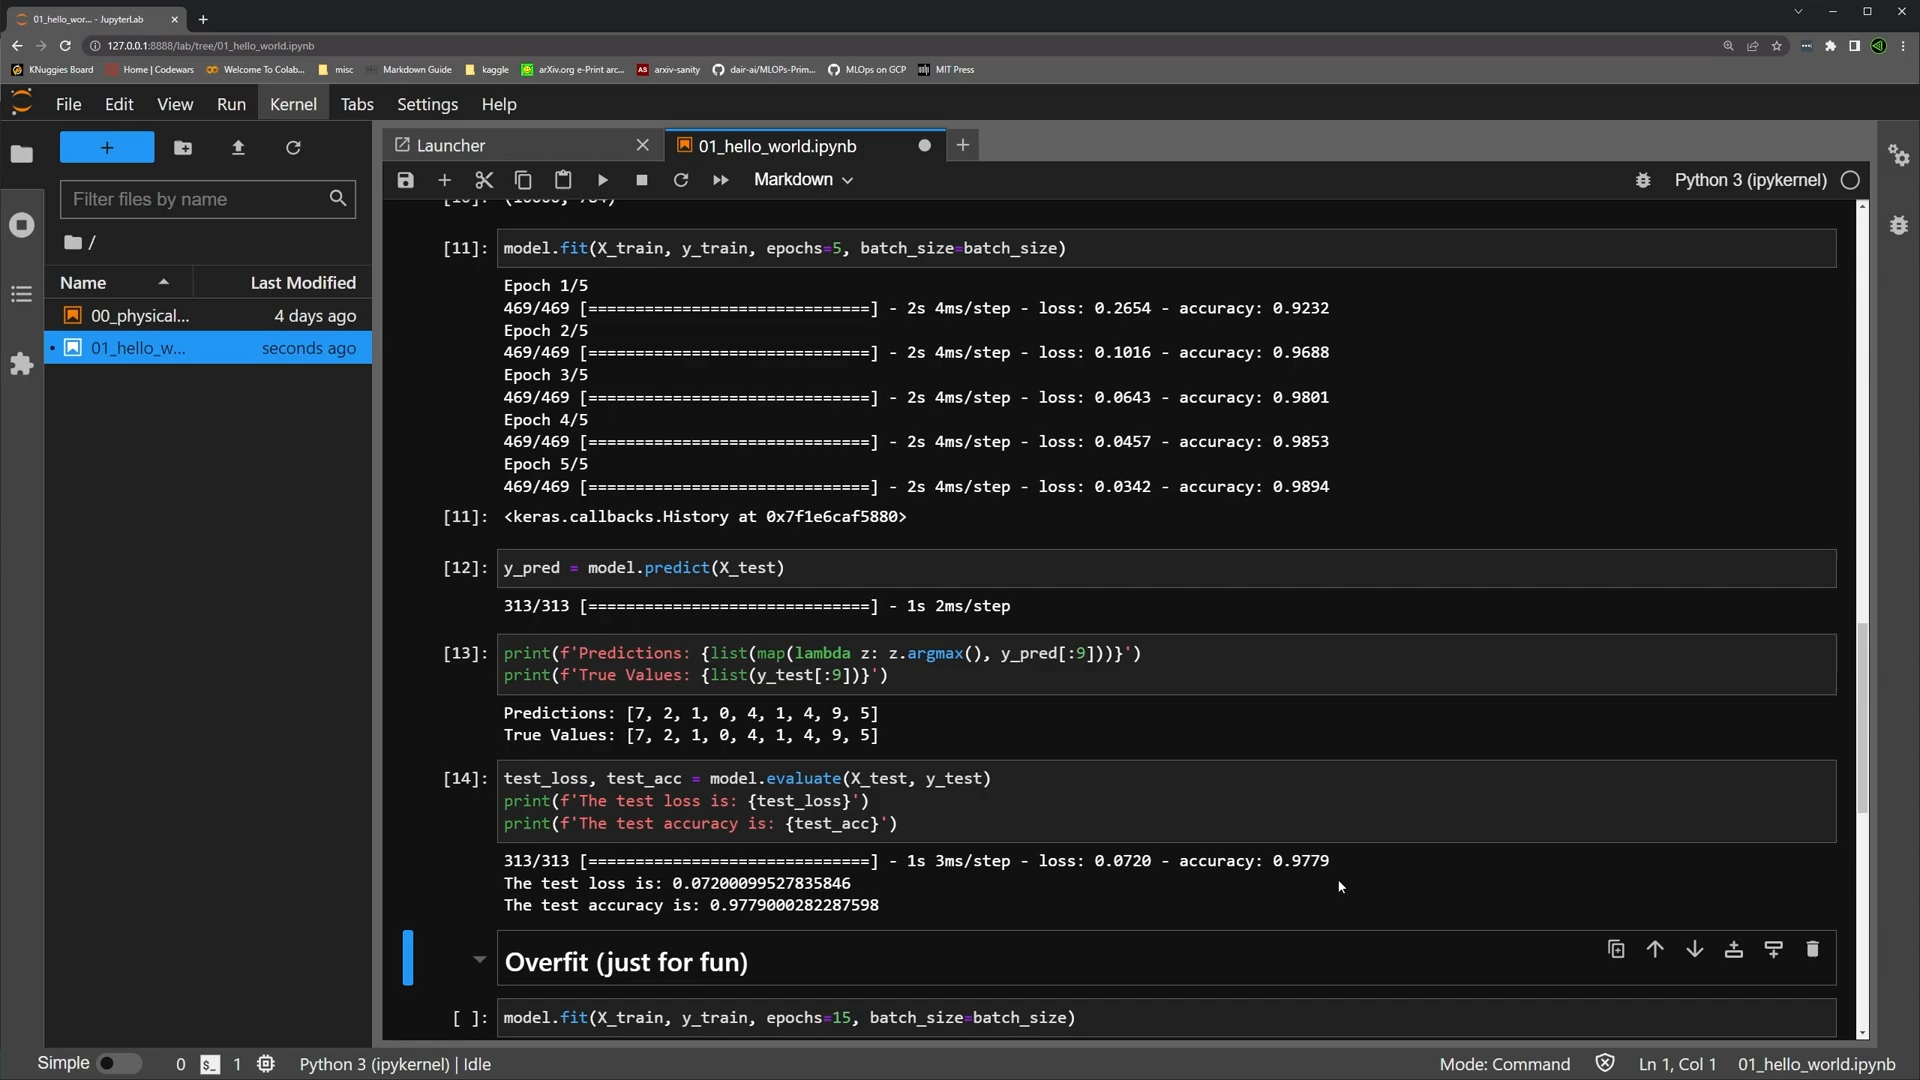 01_hello_wor... - JupyterLab
127.0.0.1:8888/lab/tree/01_hello_world.ipynb
KNuggies Board Home | Codewars Welcome To Colab... misc Markdown Guide kaggle arXiv.org e-Print arc... AS arxiv-sanity dair-ai/MLOPs-Prim... MLOps on GCP MIT Press
File Edit View Run Kernel Tabs Settings Help
Launcher
01_hello_world.ipynb
Markdown
Python 3 (ipykernel)
Filter files by name
/
Name Last Modified
00_physical... 4 days ago
01_hello_w... seconds ago
[10]: (10000, 784)
[11]: model.fit(X_train, y_train, epochs=5, batch_size=batch_size)
Epoch 1/5
469/469 [==============================] - 2s 4ms/step - loss: 0.2654 - accuracy: 0.9232
Epoch 2/5
469/469 [==============================] - 2s 4ms/step - loss: 0.1016 - accuracy: 0.9688
Epoch 3/5
469/469 [==============================] - 2s 4ms/step - loss: 0.0643 - accuracy: 0.9801
Epoch 4/5
469/469 [==============================] - 2s 4ms/step - loss: 0.0457 - accuracy: 0.9853
Epoch 5/5
469/469 [==============================] - 2s 4ms/step - loss: 0.0342 - accuracy: 0.9894
[11]: <keras.callbacks.History at 0x7f1e6caf5880>
[12]: y_pred = model.predict(X_test)
313/313 [==============================] - 1s 2ms/step
[13]: print(f'Predictions: {list(map(lambda z: z.argmax(), y_pred[:9]))}')
print(f'True Values: {list(y_test[:9])}')
Predictions: [7, 2, 1, 0, 4, 1, 4, 9, 5]
True Values: [7, 2, 1, 0, 4, 1, 4, 9, 5]
[14]: test_loss, test_acc = model.evaluate(X_test, y_test)
print(f'The test loss is: {test_loss}')
print(f'The test accuracy is: {test_acc}')
313/313 [==============================] - 1s 3ms/step - loss: 0.0720 - accuracy: 0.9779
The test loss is: 0.07200099527835846
The test accuracy is: 0.9779000282287598
Overfit (just for fun)
[ ]: model.fit(X_train, y_train, epochs=15, batch_size=batch_size)
Simple 0 $_ 1 Python 3 (ipykernel) | Idle Mode: Command Ln 1, Col 1 01_hello_world.ipynb